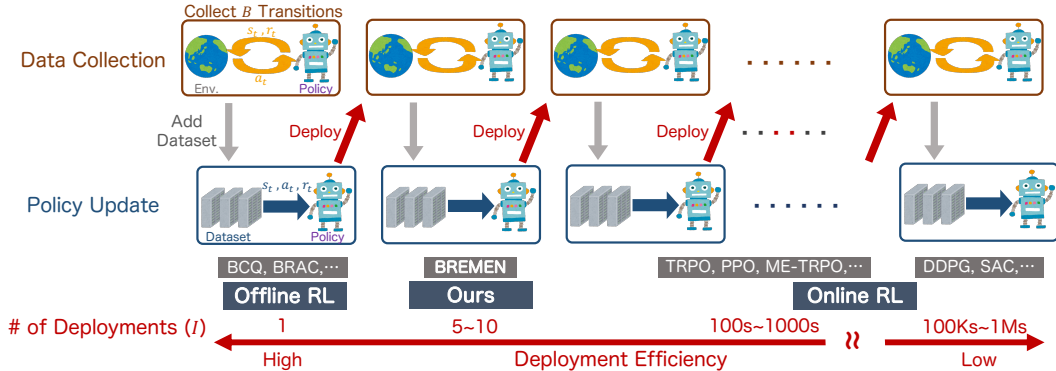 Collect B Transitions
Data Collection
s_t , r_t
a_t
Env.
Policy
Add
Dataset
Deploy
Deploy
Deploy
Policy Update
s_t , a_t , r_t
Dataset
Policy
BCQ, BRAC,⋯
BREMEN
TRPO, PPO, ME-TRPO,⋯
DDPG, SAC,⋯
Offline RL
Ours
Online RL
# of Deployments (I)
1
5~10
100s~1000s
100Ks~1Ms
High
Deployment Efficiency
Low